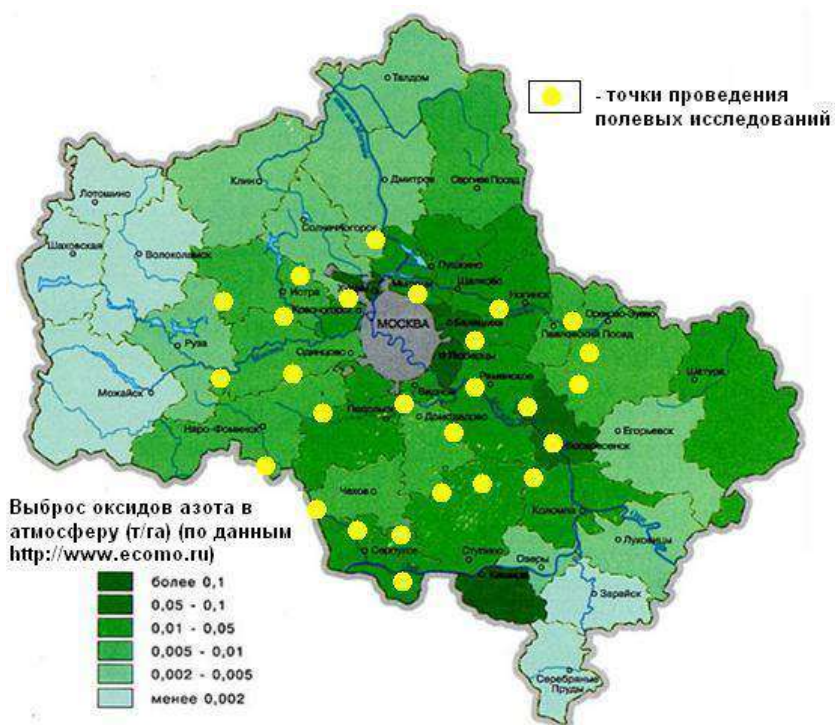 Талдом
- точки проведения
полевых исследований
Клин
Дмитров
Сергиев Посад
Лотошино
Солнечногорск
Шаховская
Волоколамск
Пушкино
Щелково
Истра
Ногинск
Орехово-Зуево
Красногорск
МОСКВА
Балашиха
Павловский Посад
Руза
Одинцово
Люберцы
Шатура
Можайск
Видное
Раменское
Подольск
Домодедово
Егорьевск
Наро-Фоминск
Воскресенск
Чехов
Выброс оксидов азота в
атмосферу (т/га) (по данным
http://www.ecomo.ru)
Коломна
Луховицы
Серпухов
Ступино
Озеры
Кашира
Зарайск
Серебряные
Пруды
более 0,1
0,05 - 0,1
0,01 - 0,05
0,005 - 0,01
0,002 - 0,005
менее 0,002